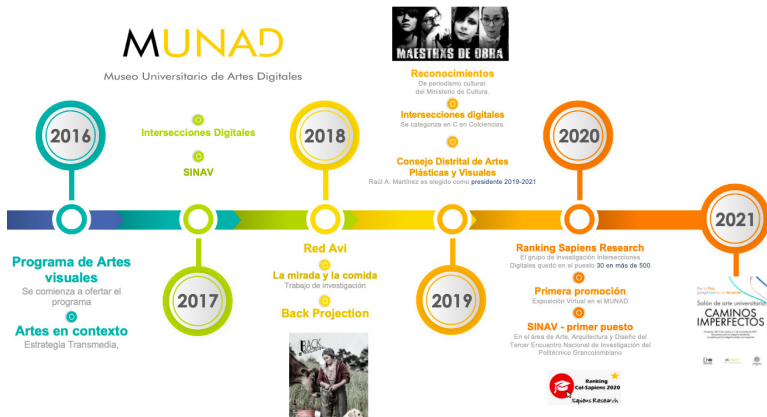 MUNAD
Museo Universitario de Artes Digitales
MAESTRXS DE OBRA
Reconocimientos
De periodismo cultural:
del Ministerio de Cultura.
Intersecciones digitales
Se categoriza en C en Colciencias.
Consejo Distrital de Artes
Plásticas y Visuales
Raúl A. Martínez es elegido como presidente 2019-2021
2016
Intersecciones Digitales
SINAV
2018
2020
2021
Programa de Artes
visuales
Se comienza a ofertar el
programa
Artes en contexto
Estrategia Transmedia,
2017
Red Avi
La mirada y la comida
Trabajo de investigación
Back Projection
BACK
2019
Ranking Sapiens Research
El grupo de investigación Intersecciones
Digitales quedó en el puesto 30 en más de 500
Primera promoción
Exposición Virtual en el MUNAD
SINAV - primer puesto
En el área de Arte, Arquitectura y Diseño del
Tercer Encuentro Nacional de Investigación del
Politécnico Grancolombiano
Ranking
Col-Sapiens 2020
Sapiens Research
Salón de arte universitario
CAMINOS
IMPERFECTOS